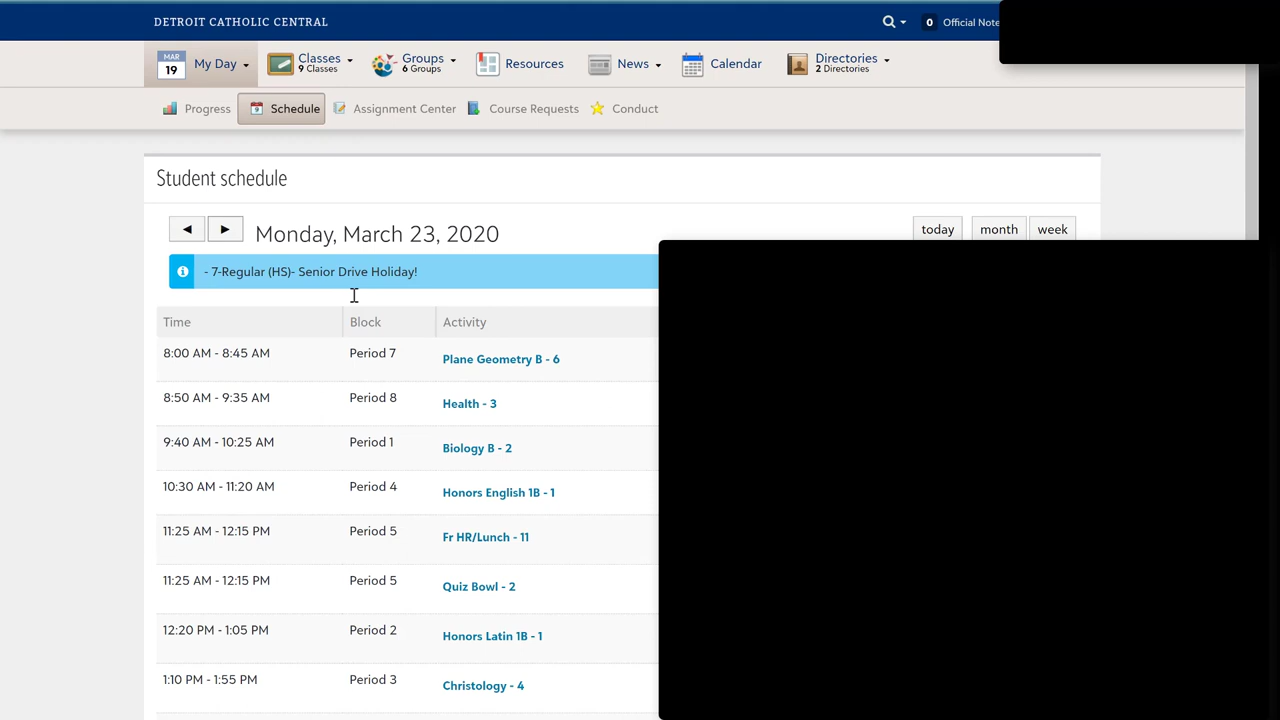 DETROIT CATHOLIC CENTRAL
0 Official Note
MAR 19 My Day Classes 9 Classes Groups 6 Groups Resources News Calendar Directories 2 Directories
Progress Schedule Assignment Center Course Requests Conduct
Student schedule
Monday, March 23, 2020 today month week
- 7-Regular (HS)- Senior Drive Holiday!
Time Block Activity
8:00 AM - 8:45 AM Period 7 Plane Geometry B - 6
8:50 AM - 9:35 AM Period 8 Health - 3
9:40 AM - 10:25 AM Period 1 Biology B - 2
10:30 AM - 11:20 AM Period 4 Honors English 1B - 1
11:25 AM - 12:15 PM Period 5 Fr HR/Lunch - 11
11:25 AM - 12:15 PM Period 5 Quiz Bowl - 2
12:20 PM - 1:05 PM Period 2 Honors Latin 1B - 1
1:10 PM - 1:55 PM Period 3 Christology - 4